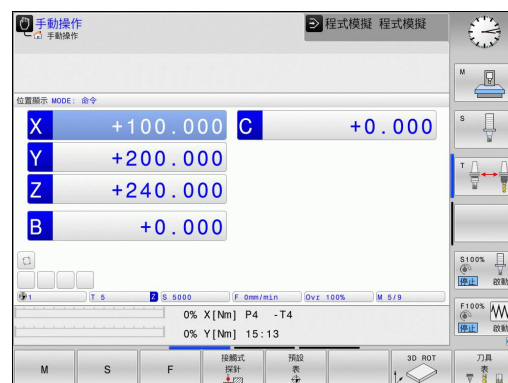 手動操作
手動操作
程式模擬 程式模擬
位置顯示 MODE: 命令
X +100.000 C +0.000
Y +200.000
Z +240.000
B +0.000
1 T 5 Z S 5000 F 0mm/min Ovr 100% M 5/9
0% X[Nm] P4 -T4
0% Y[Nm] 15:13
M
S
T
S100%
停止 啟動
F100%
停止 啟動
M S F 接觸式 探針 預設 表 3D ROT 刀具 表